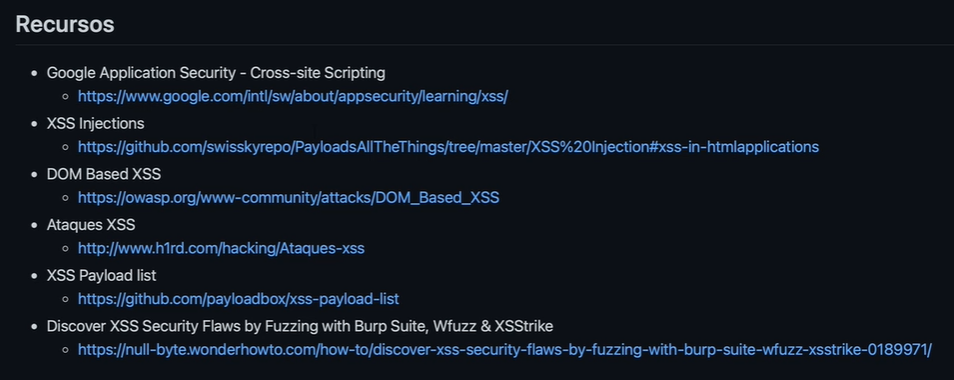 Recursos
Google Application Security - Cross-site Scripting
https://www.google.com/intl/sw/about/appsecurity/learning/xss/
XSS Injections
https://github.com/swisskyrepo/PayloadsAllTheThings/tree/master/XSS%20Injection#xss-in-htmlapplications
DOM Based XSS
https://owasp.org/www-community/attacks/DOM_Based_XSS
Ataques XSS
http://www.h1rd.com/hacking/Ataques-xss
XSS Payload list
https://github.com/payloadbox/xss-payload-list
Discover XSS Security Flaws by Fuzzing with Burp Suite, Wfuzz & XSStrike
https://null-byte.wonderhowto.com/how-to/discover-xss-security-flaws-by-fuzzing-with-burp-suite-wfuzz-xsstrike-0189971/